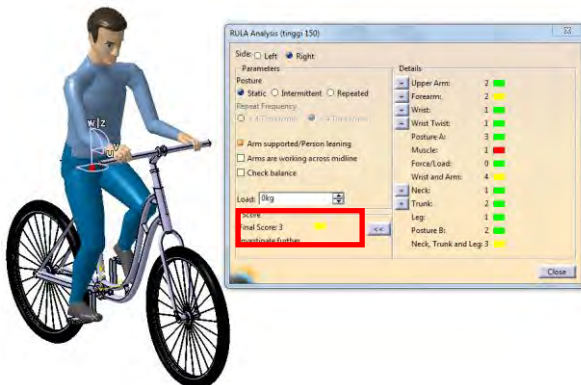 RULA Analysis (tinggi 150)
Side: Left Right
Parameters
Posture
Static Intermittent Repeated
Repeat Frequency
Arm supported/Person leaning
Arms are working across midline
Check balance
Load: 0kg
Score
Final Score: 3
Investigate further
<<
Details
Upper Arm: 2
Forearm: 2
Wrist: 1
Wrist Twist: 1
Posture A: 3
Muscle: 1
Force/Load: 0
Wrist and Arm: 4
Neck: 1
Trunk: 2
Leg: 1
Posture B: 2
Neck, Trunk and Leg: 3
Close
w z